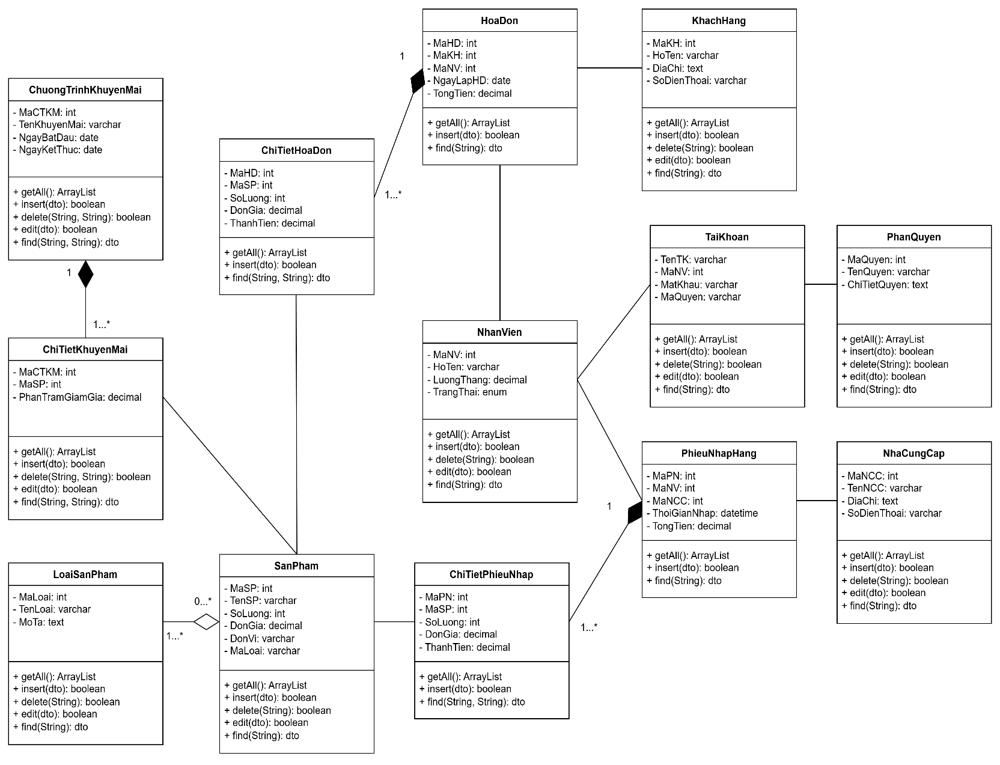 HoaDon
- MaHD: int
- MaKH: int
- MaNV: int
- NgayLapHD: date
- TongTien: decimal
+ getAll(): ArrayList
+ insert(dto): boolean
+ find(String): dto
KhachHang
- MaKH: int
- HoTen: varchar
- DiaChi: text
- SoDienThoai: varchar
+ getAll(): ArrayList
+ insert(dto): boolean
+ delete(String): boolean
+ edit(dto): boolean
+ find(String): dto
1
1...*
ChuongTrinhKhuyenMai
- MaCTKM: int
- TenKhuyenMai: varchar
- NgayBatDau: date
- NgayKetThuc: date
+ getAll(): ArrayList
+ insert(dto): boolean
+ delete(String, String): boolean
+ edit(dto): boolean
+ find(String, String): dto
1
1...*
ChiTietHoaDon
- MaHD: int
- MaSP: int
- SoLuong: int
- DonGia: decimal
- ThanhTien: decimal
+ getAll(): ArrayList
+ insert(dto): boolean
+ find(String, String): dto
TaiKhoan
- TenTK: varchar
- MaNV: int
- MatKhau: varchar
- MaQuyen: varchar
+ getAll(): ArrayList
+ insert(dto): boolean
+ delete(String): boolean
+ edit(dto): boolean
+ find(String): dto
PhanQuyen
- MaQuyen: int
- TenQuyen: varchar
- ChiTietQuyen: text
+ getAll(): ArrayList
+ insert(dto): boolean
+ delete(String): boolean
+ edit(dto): boolean
+ find(String): dto
NhanVien
- MaNV: int
- HoTen: varchar
- LuongThang: decimal
- TrangThai: enum
+ getAll(): ArrayList
+ insert(dto): boolean
+ delete(String): boolean
+ edit(dto): boolean
+ find(String): dto
ChiTietKhuyenMai
- MaCTKM: int
- MaSP: int
- PhanTramGiamGia: decimal
+ getAll(): ArrayList
+ insert(dto): boolean
+ delete(String, String): boolean
+ edit(dto): boolean
+ find(String, String): dto
PhieuNhapHang
- MaPN: int
- MaNV: int
- MaNCC: int
- ThoiGianNhap: datetime
- TongTien: decimal
+ getAll(): ArrayList
+ insert(dto): boolean
+ find(String): dto
NhaCungCap
- MaNCC: int
- TenNCC: varchar
- DiaChi: text
- SoDienThoai: varchar
+ getAll(): ArrayList
+ insert(dto): boolean
+ delete(String): boolean
+ edit(dto): boolean
+ find(String): dto
1
1...*
LoaiSanPham
- MaLoai: int
- TenLoai: varchar
- MoTa: text
+ getAll(): ArrayList
+ insert(dto): boolean
+ delete(String): boolean
+ edit(dto): boolean
+ find(String): dto
0...*
1...*
SanPham
- MaSP: int
- TenSP: varchar
- SoLuong: int
- DonGia: decimal
- DonVi: varchar
- MaLoai: varchar
+ getAll(): ArrayList
+ insert(dto): boolean
+ delete(String): boolean
+ edit(dto): boolean
+ find(String): dto
ChiTietPhieuNhap
- MaPN: int
- MaSP: int
- SoLuong: int
- DonGia: decimal
- ThanhTien: decimal
+ getAll(): ArrayList
+ insert(dto): boolean
+ find(String, String): dto